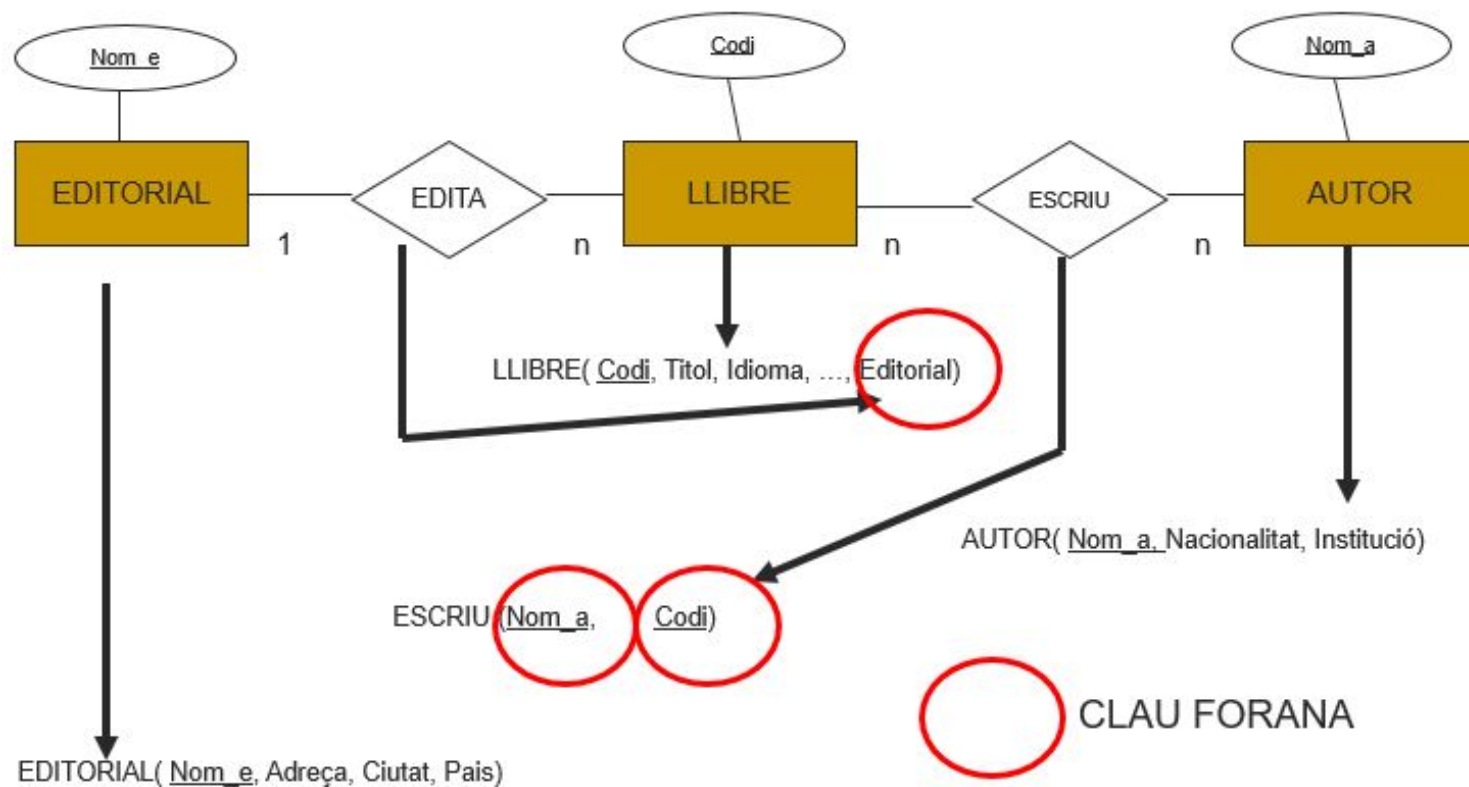 Nom_e
Codi
Nom_a
EDITORIAL
EDITA
LLIBRE
ESCRIU
AUTOR
1
n
n
n
LLIBRE( Codi, Titol, Idioma, …, Editorial)
AUTOR( Nom_a, Nacionalitat, Institució)
ESCRIU (Nom_a, Codi)
CLAU FORANA
EDITORIAL( Nom_e, Adreça, Ciutat, Pais)